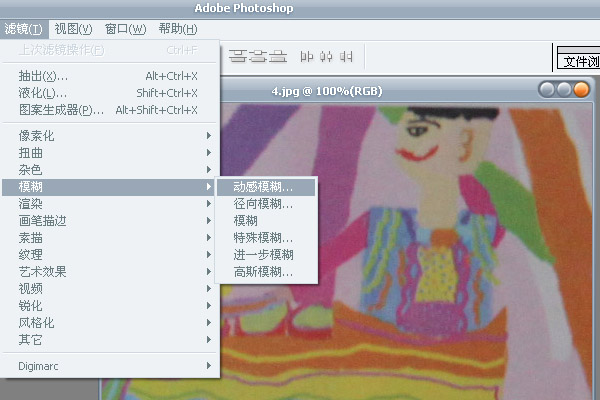 Adobe Photoshop
滤镜(T) 视图(V) 窗口(W) 帮助(H)
上次滤镜操作(F) Ctrl+F
抽出(X)... Alt+Ctrl+X
液化(L)... Shift+Ctrl+X
图案生成器(P)... Alt+Shift+Ctrl+X
像素化
扭曲
杂色
模糊
渲染
画笔描边
素描
纹理
艺术效果
视频
锐化
风格化
其它
Digimarc
动感模糊...
径向模糊...
模糊
特殊模糊...
进一步模糊
高斯模糊...
文件浏
4.jpg @ 100%(RGB)